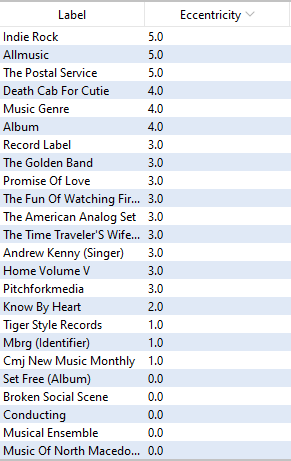 Label Eccentricity
Indie Rock 5.0
Allmusic 5.0
The Postal Service 5.0
Death Cab For Cutie 4.0
Music Genre 4.0
Album 4.0
Record Label 3.0
The Golden Band 3.0
Promise Of Love 3.0
The Fun Of Watching Fir... 3.0
The American Analog Set 3.0
The Time Traveler'S Wife... 3.0
Andrew Kenny (Singer) 3.0
Home Volume V 3.0
Pitchforkmedia 3.0
Know By Heart 2.0
Tiger Style Records 1.0
Mbrg (Identifier) 1.0
Cmj New Music Monthly 1.0
Set Free (Album) 0.0
Broken Social Scene 0.0
Conducting 0.0
Musical Ensemble 0.0
Music Of North Macedo... 0.0